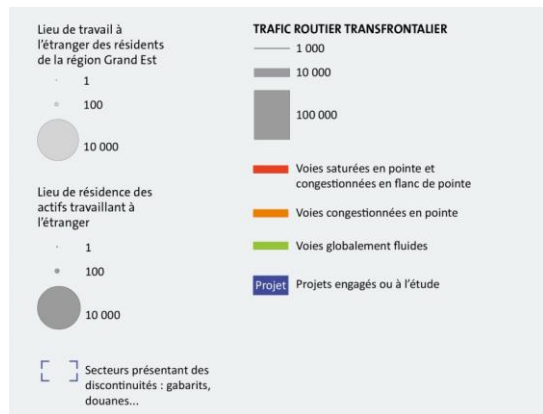 Lieu de travail à
l'étranger des résidents
de la région Grand Est
1
100
10 000
Lieu de résidence des
actifs travaillant à
l'étranger
1
100
10 000
Secteurs présentant des
discontinuités : gabarits,
douanes...
TRAFIC ROUTIER TRANSFRONTALIER
1 000
10 000
100 000
Voies saturées en pointe et
congestionnées en flanc de pointe
Voies congestionnées en pointe
Voies globalement fluides
Projet Projets engagés ou à l'étude